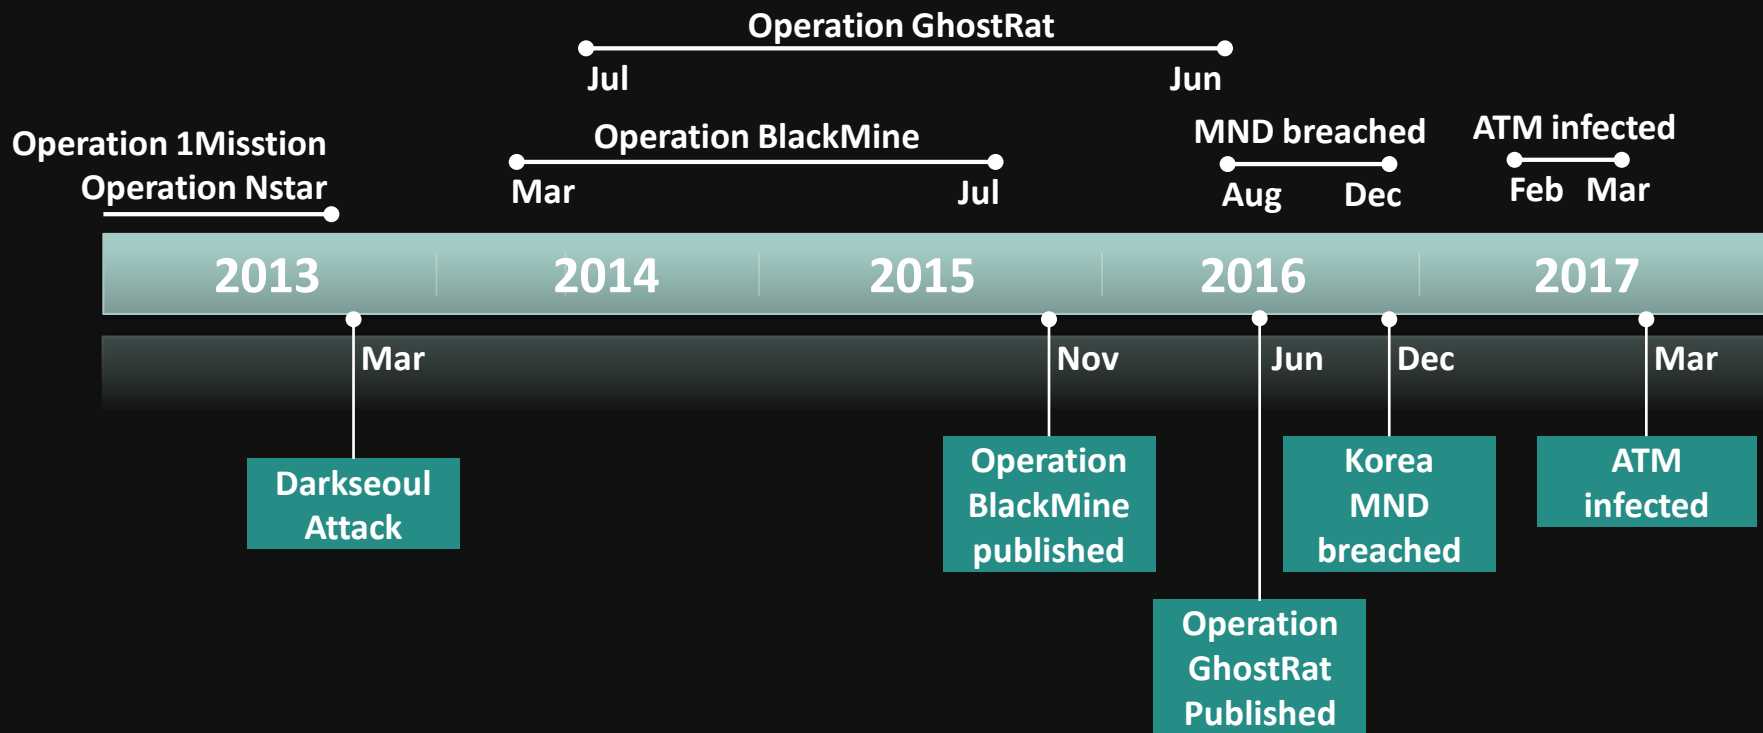 Operation GhostRat
Jul
Jun
Operation 1Misstion
Operation Nstar
Operation BlackMine
Mar
Jul
MND breached
Aug
Dec
ATM infected
Feb
Mar
2013
2014
2015
2016
2017
Mar
Nov
Jun
Dec
Mar
Darkseoul
Attack
Operation
BlackMine
published
Operation
GhostRat
Published
Korea
MND
breached
ATM
infected